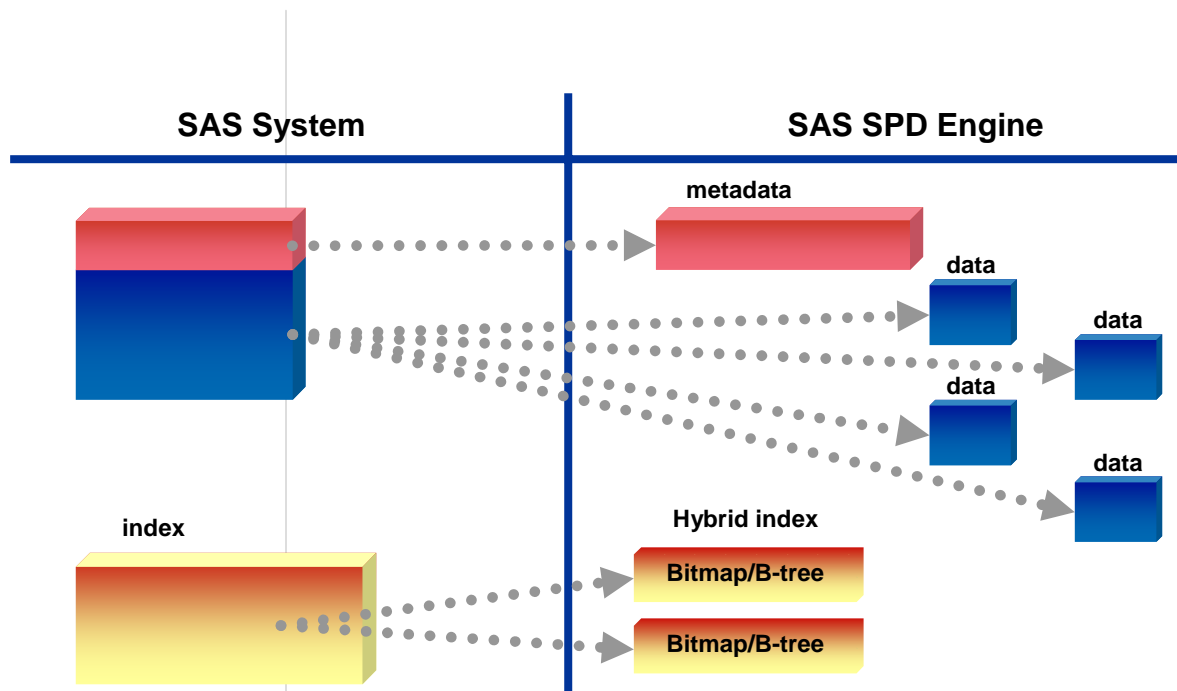 SAS System
SAS SPD Engine
metadata
data
data
data
data
index
Hybrid index
Bitmap/B-tree
Bitmap/B-tree